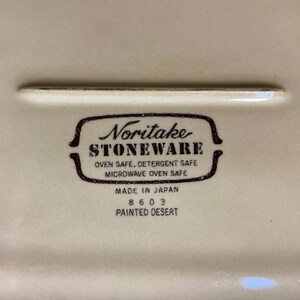 Noritake
STONEWARE
OVEN SAFE, DETERGENT SAFE
MICROWAVE OVEN SAFE
MADE IN JAPAN
8603
PAINTED DESERT